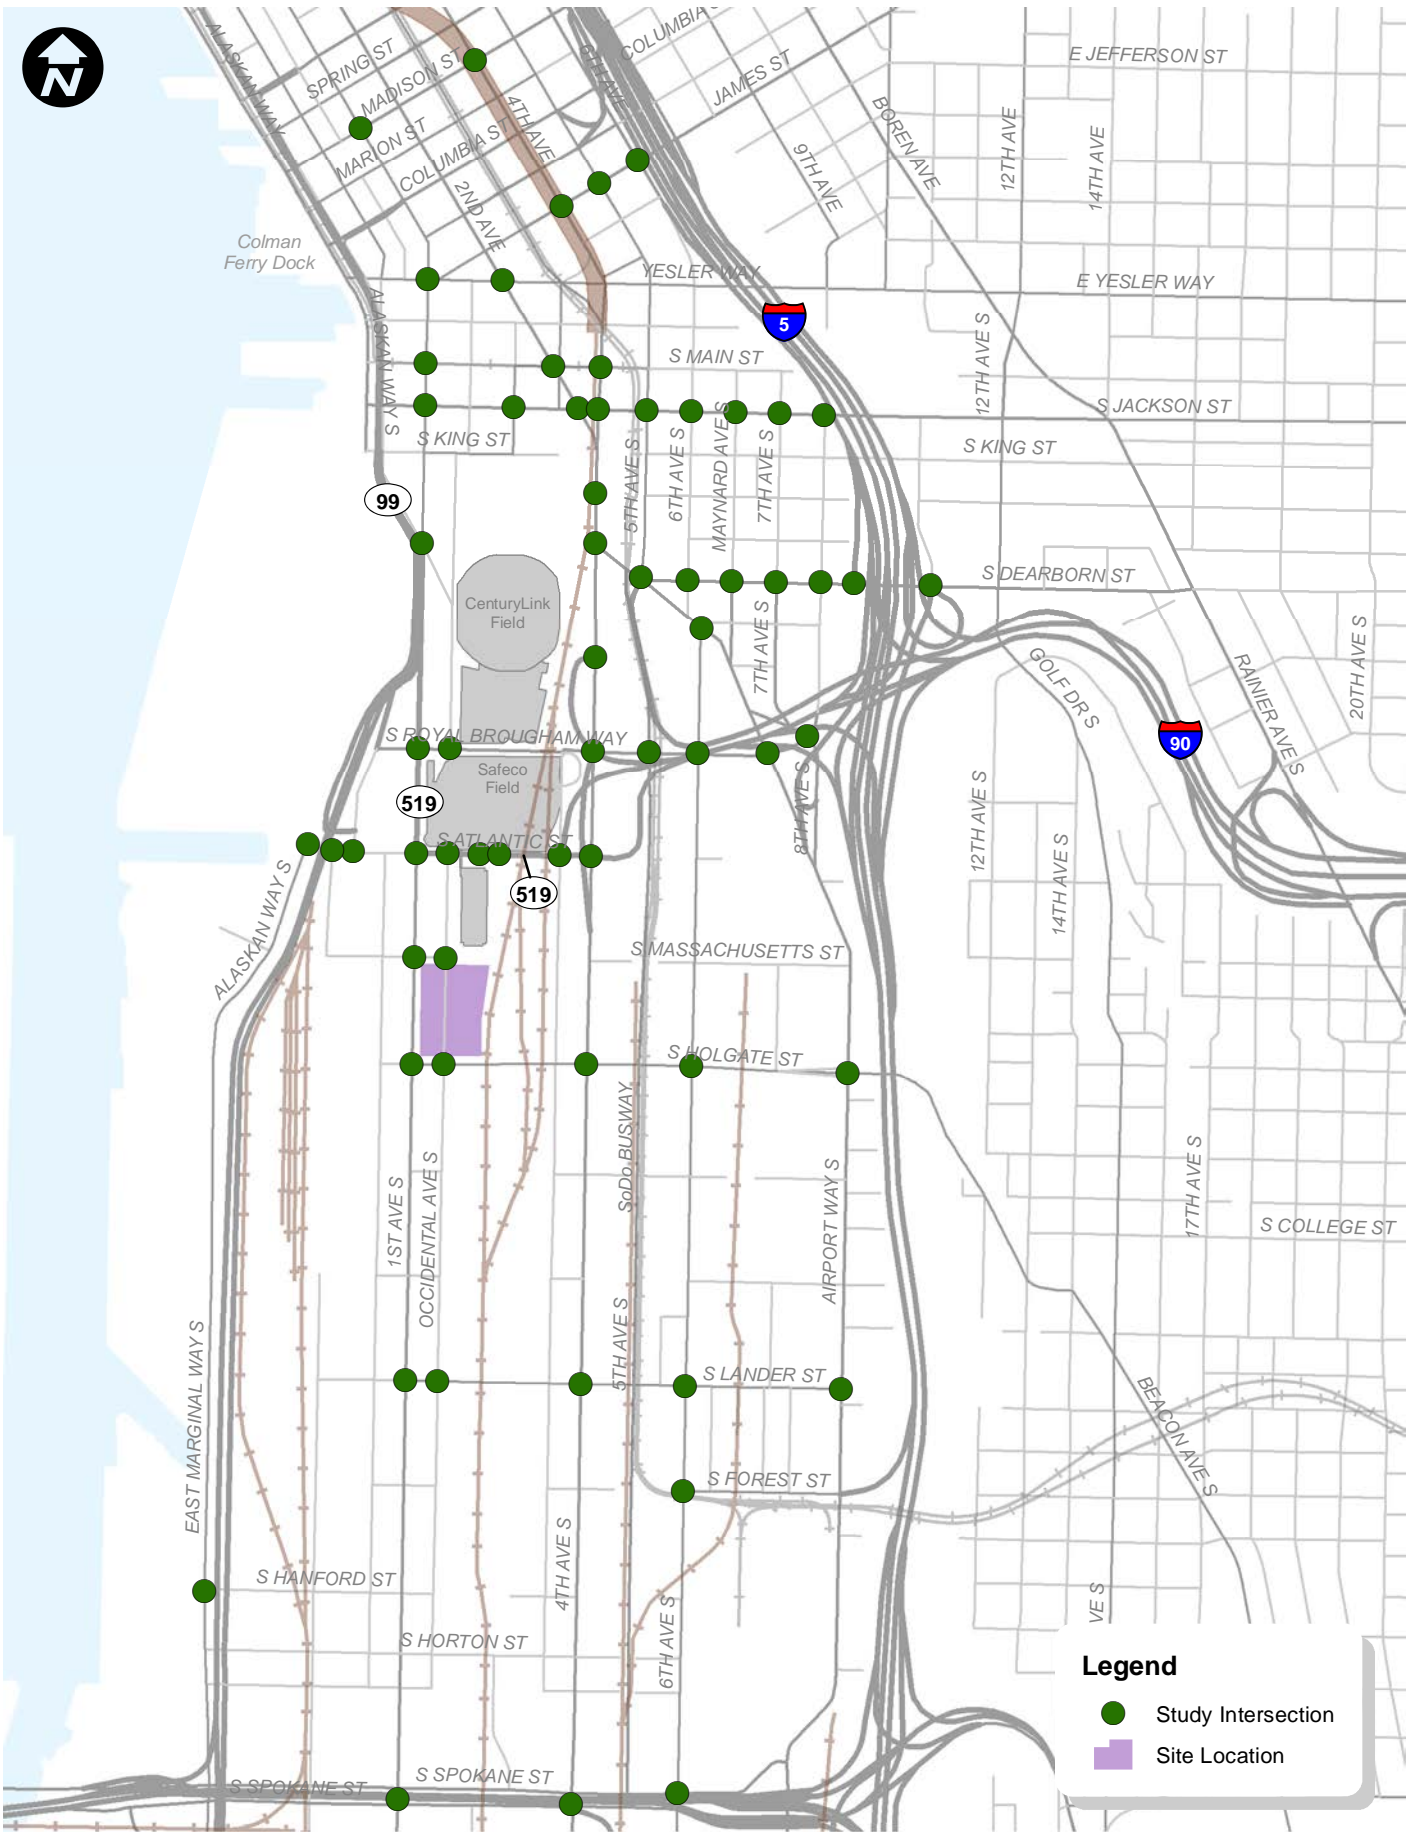 N
ALASKAN WAY
SPRING ST
MADISON ST
MARION ST
COLUMBIA ST
4TH AVE
2ND AVE
6TH AVE
COLUMBIA
JAMES ST
9TH AVE
BOREN AVE
12TH AVE
14TH AVE
E JEFFERSON ST
Colman
Ferry Dock
YESLER WAY
E YESLER WAY
5
ALASKAN WAY S
S MAIN ST
12TH AVE S
S JACKSON ST
S KING ST
S KING ST
99
5TH AVE S
6TH AVE S
MAYNARD AVE S
7TH AVE S
S DEARBORN ST
CenturyLink
Field
7TH AVE S
GOLF DR S
RAINIER AVE S
20TH AVE S
S ROYAL BROUGHAM WAY
90
Safeco
Field
519
8TH AVE S
12TH AVE S
14TH AVE S
S ATLANTIC ST
519
ALASKAN WAY S
S MASSACHUSETTS ST
S HOLGATE ST
SoDo BUSWAY
1ST AVE S
OCCIDENTAL AVE S
AIRPORT WAY S
17TH AVE S
S COLLEGE ST
EAST MARGINAL WAY S
5TH AVE S
S LANDER ST
BEACON AVE S
S FOREST ST
4TH AVE S
S HANFORD ST
6TH AVE S
VE S
S HORTON ST
S SPOKANE ST
S SPOKANE ST
Legend
Study Intersection
Site Location